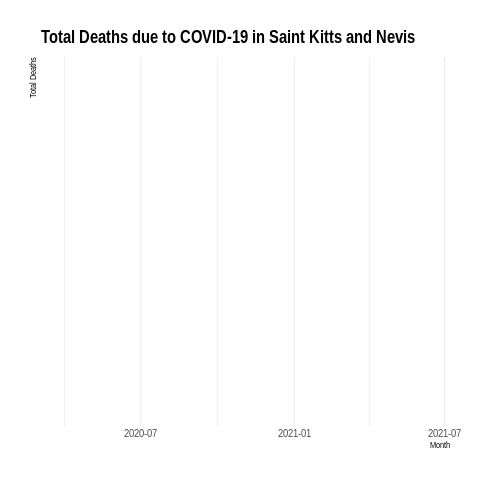 Total Deaths due to COVID-19 in Saint Kitts and Nevis
Total Deaths
2020-07 2021-01 2021-07
Month